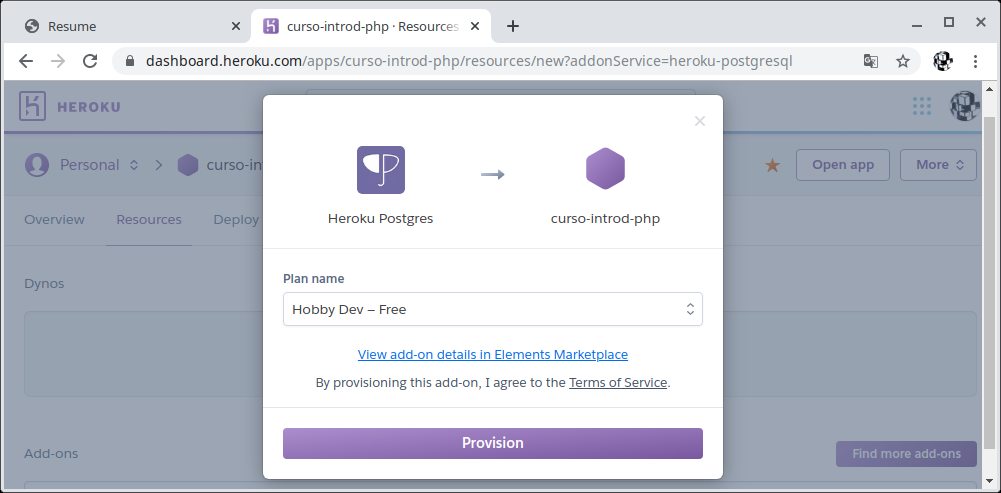 Resume
curso-introd-php · Resources
dashboard.heroku.com/apps/curso-introd-php/resources/new?addonService=heroku-postgresql
HEROKU
Personal
curso-in
Open app
More
Heroku Postgres
curso-introd-php
Overview
Resources
Deploy
Plan name
Dynos
Hobby Dev – Free
View add-on details in Elements Marketplace
By provisioning this add-on, I agree to the Terms of Service.
Provision
Add-ons
Find more add-ons